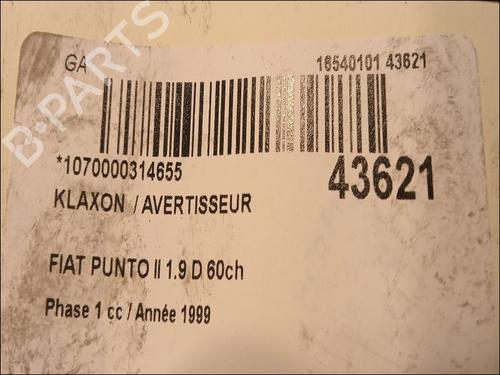 GA
16540101 43621
*1070000314655
43621
KLAXON / AVERTISSEUR
FIAT PUNTO II 1.9 D 60ch
Phase 1 cc / Année 1999
B-PARTS